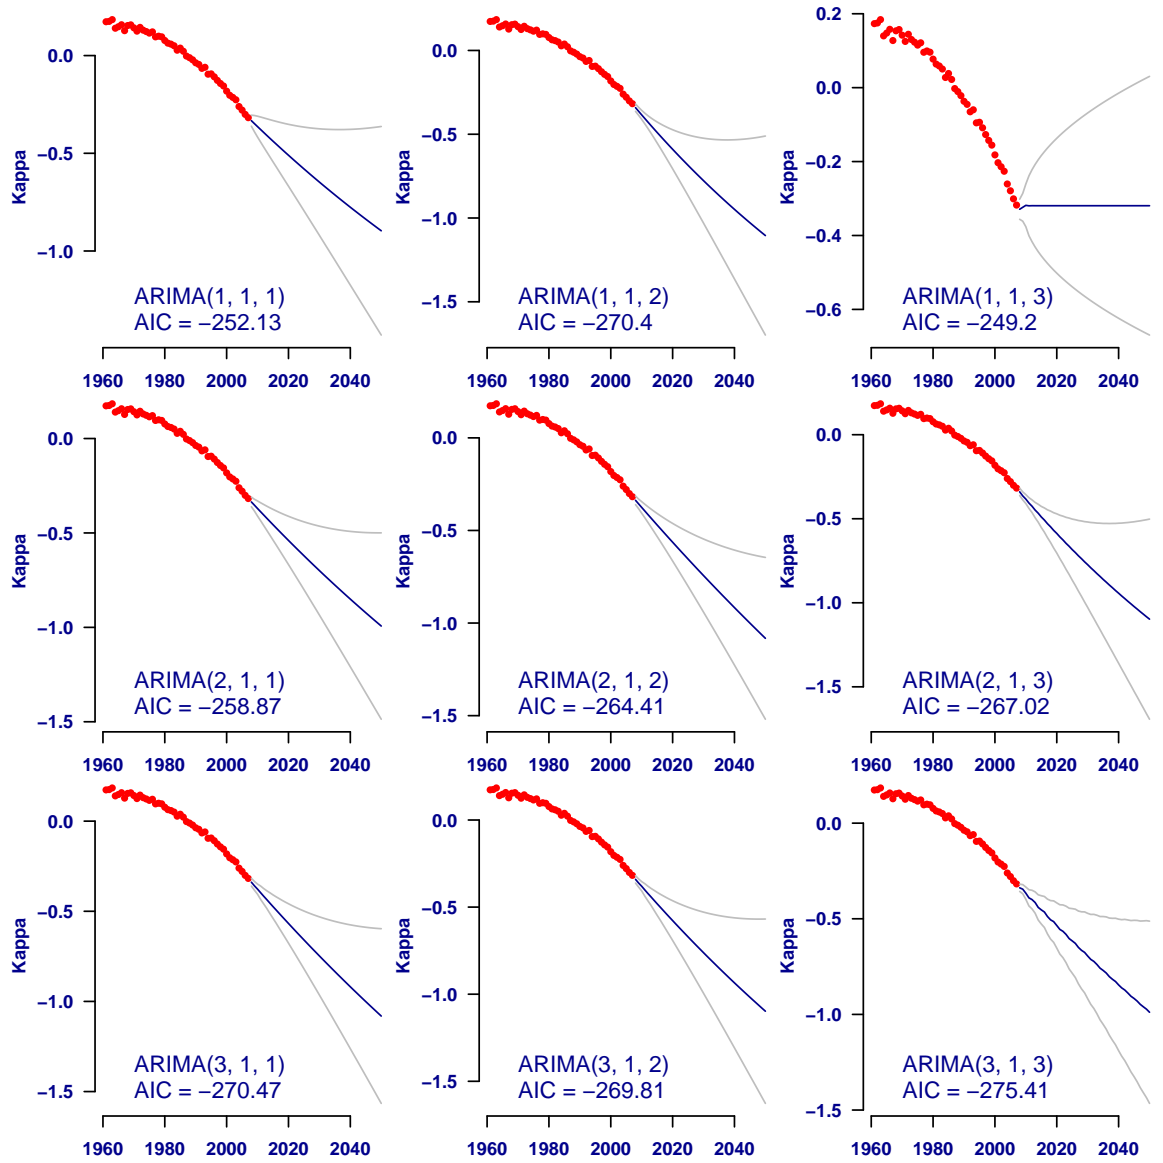 0.0
−0.5
−1.0
Kappa
ARIMA(1, 1, 1)
AIC = −252.13
1960 1980 2000 2020 2040
0.0
−0.5
−1.0
−1.5
Kappa
ARIMA(1, 1, 2)
AIC = −270.4
1960 1980 2000 2020 2040
0.2
0.0
−0.2
−0.4
−0.6
Kappa
ARIMA(1, 1, 3)
AIC = −249.2
1960 1980 2000 2020 2040
0.0
−0.5
−1.0
−1.5
Kappa
ARIMA(2, 1, 1)
AIC = −258.87
1960 1980 2000 2020 2040
0.0
−0.5
−1.0
−1.5
Kappa
ARIMA(2, 1, 2)
AIC = −264.41
1960 1980 2000 2020 2040
0.0
−0.5
−1.0
−1.5
Kappa
ARIMA(2, 1, 3)
AIC = −267.02
1960 1980 2000 2020 2040
0.0
−0.5
−1.0
−1.5
Kappa
ARIMA(3, 1, 1)
AIC = −270.47
1960 1980 2000 2020 2040
0.0
−0.5
−1.0
−1.5
Kappa
ARIMA(3, 1, 2)
AIC = −269.81
1960 1980 2000 2020 2040
0.0
−0.5
−1.0
−1.5
Kappa
ARIMA(3, 1, 3)
AIC = −275.41
1960 1980 2000 2020 2040